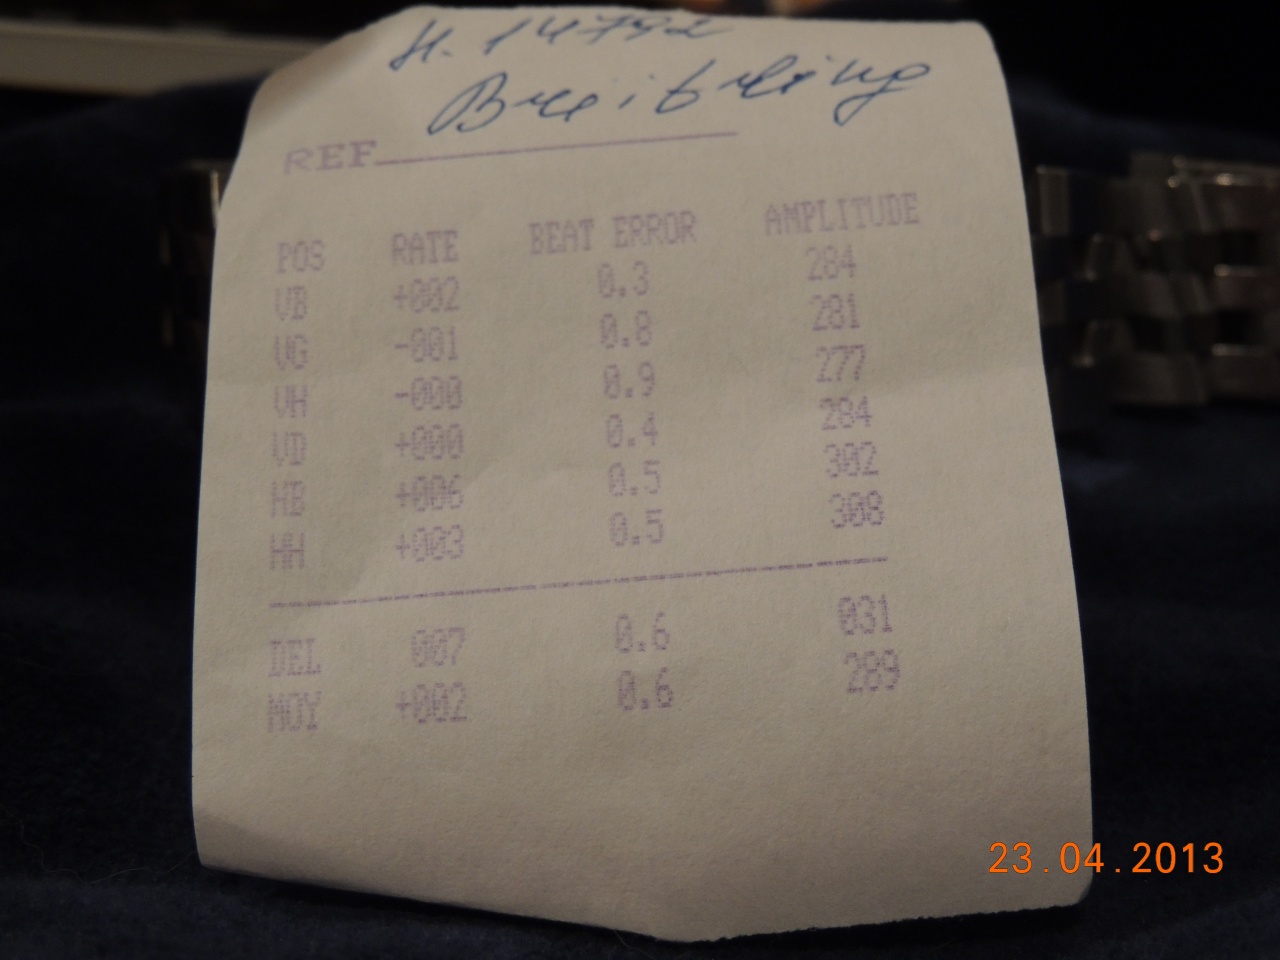 H. 14792
Breitling
REF
POS RATE BEAT ERROR AMPLITUDE
VB +002 0.3 284
VG -001 0.8 281
VH -000 0.9 277
VD +000 0.4 284
HB +006 0.5 302
HH +003 0.5 308
DEL 007 0.6 031
MOY +002 0.6 289
23.04.2013